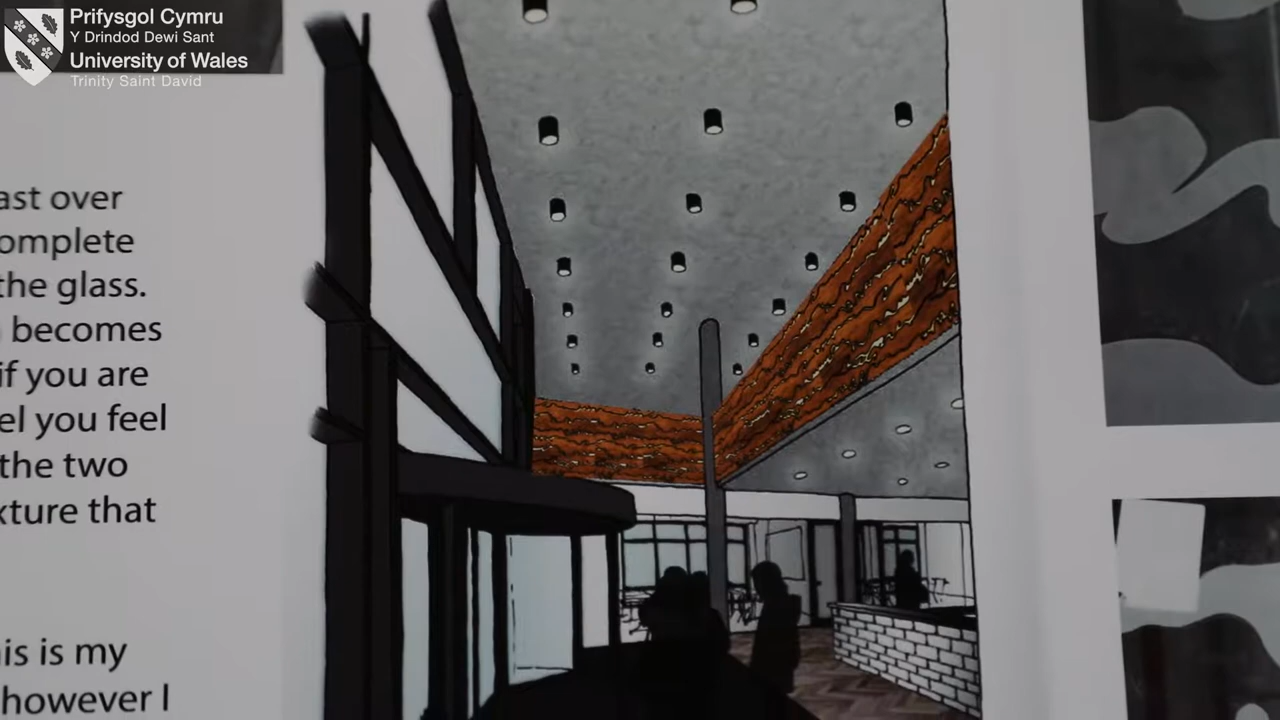 Prifysgol Cymru
Y Drindod Dewi Sant
University of Wales
Trinity Saint David
ast over
omplete
the glass.
becomes
if you are
el you feel
the two
xture that
is is my
however I